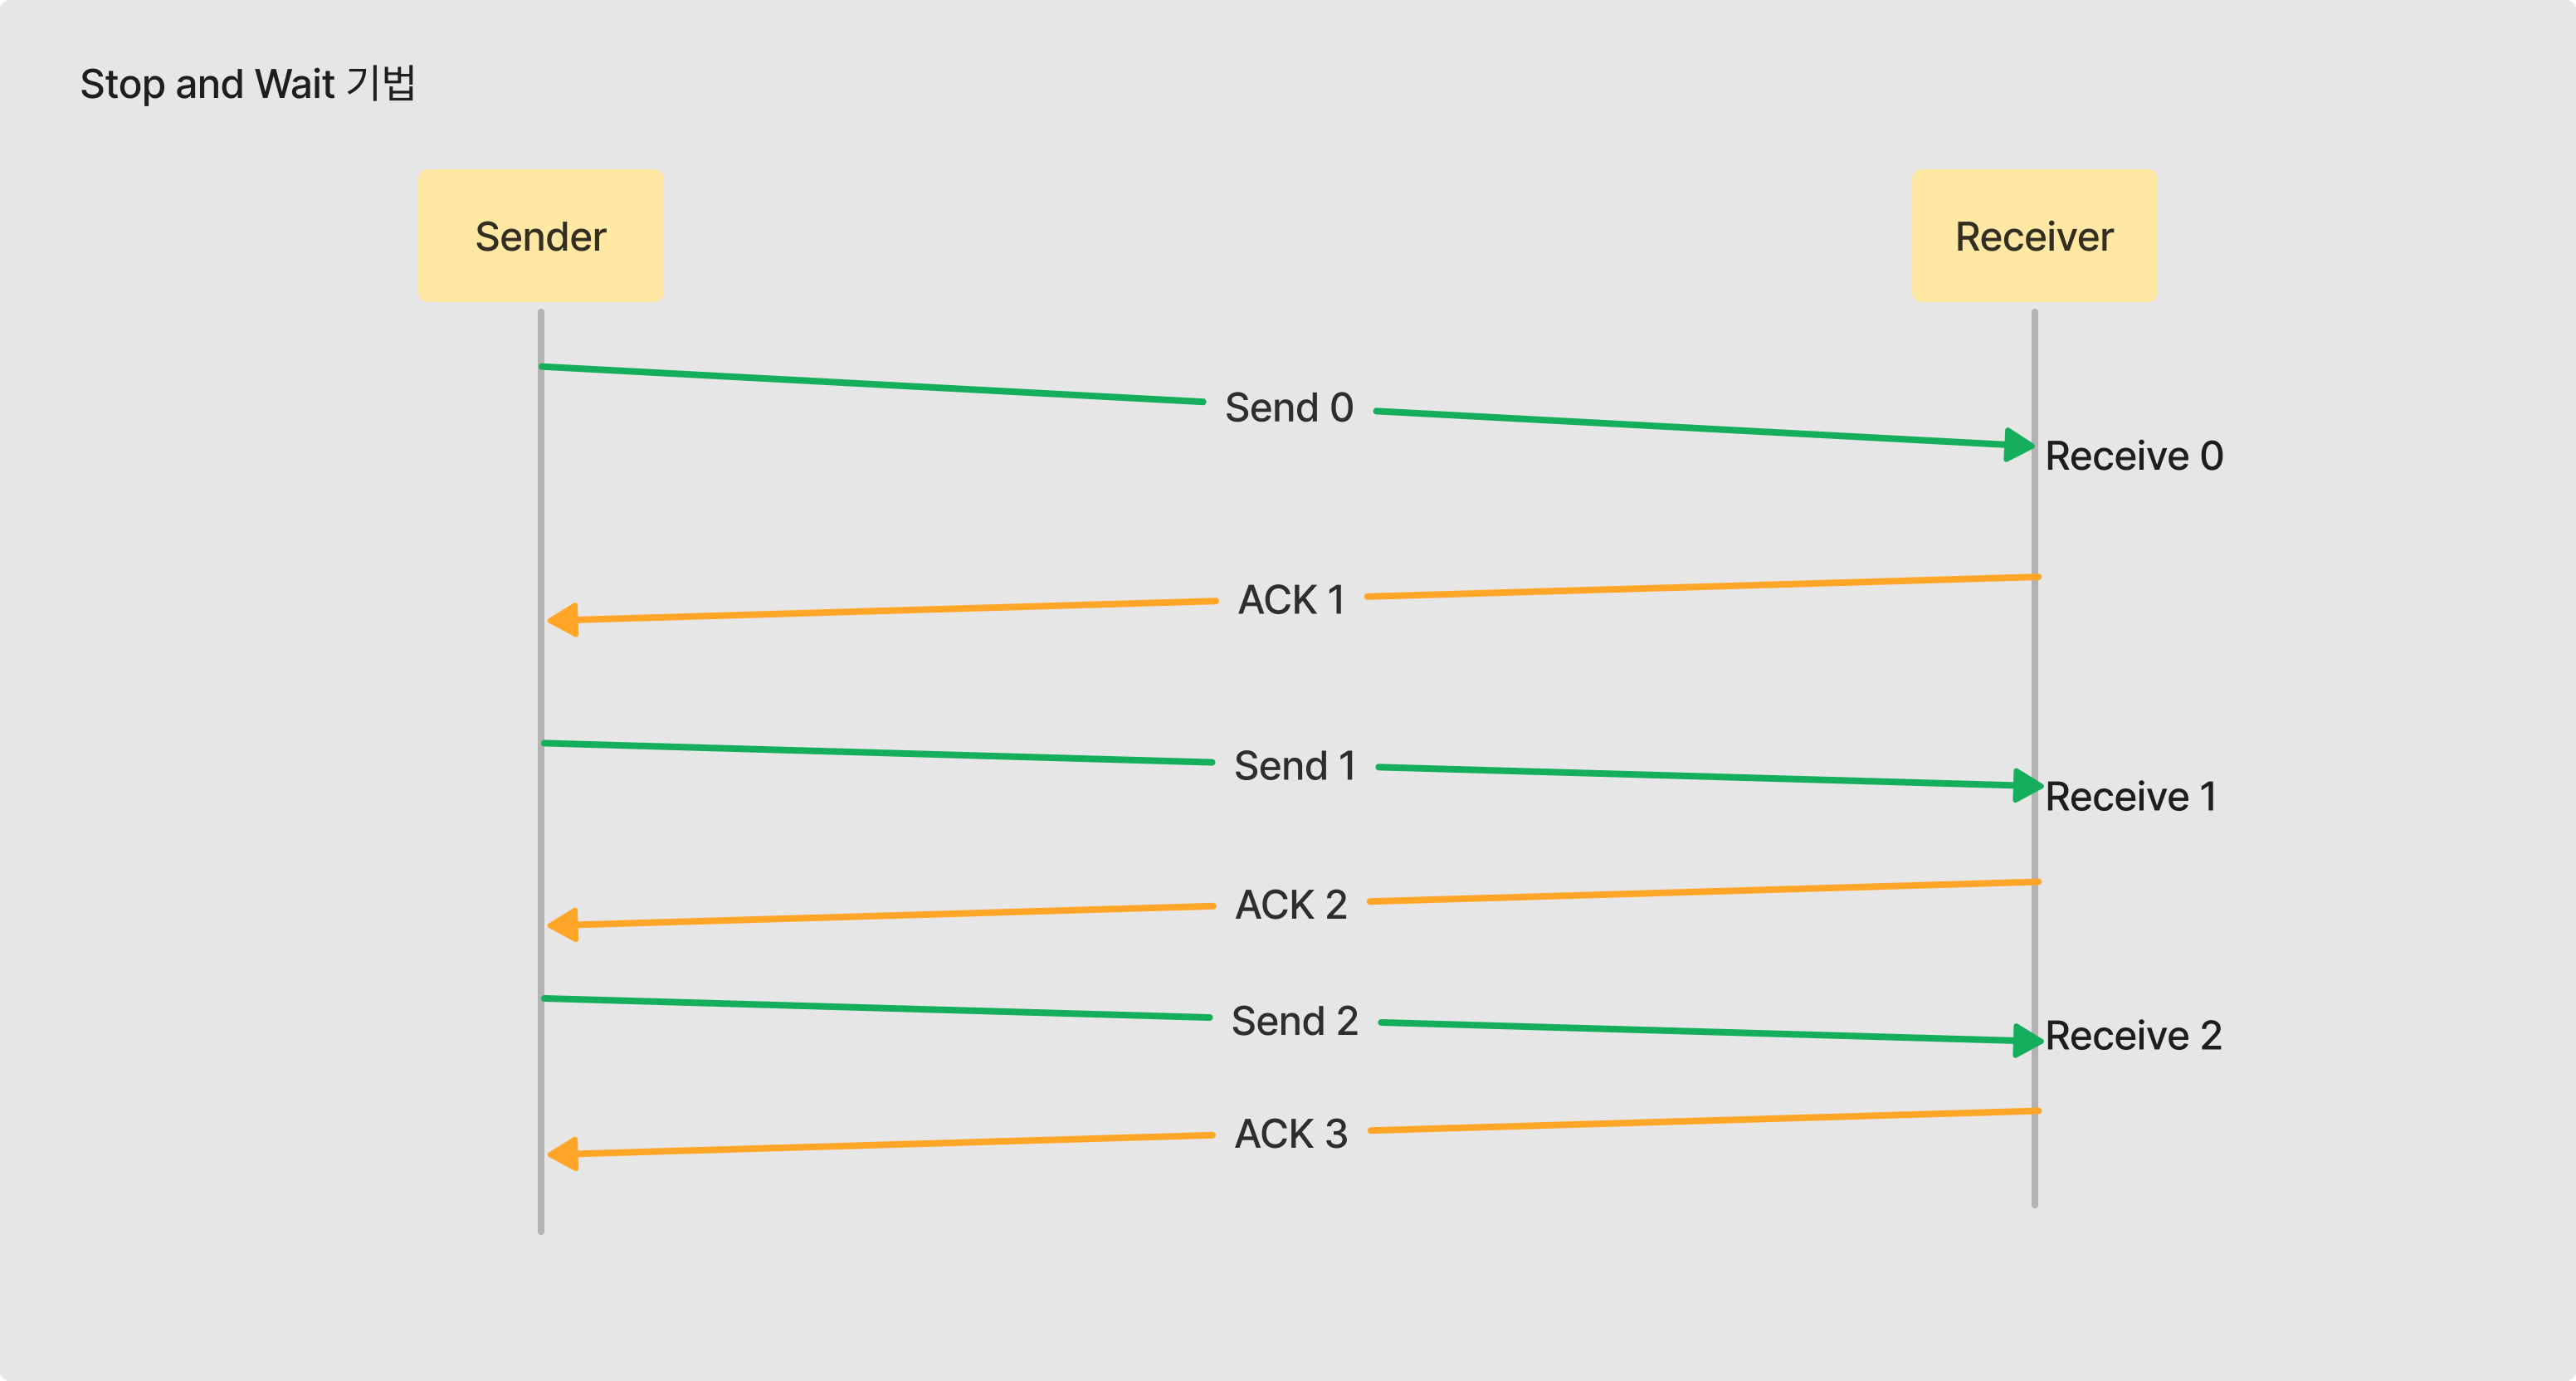 Stop and Wait 기법
Sender
Receiver
Send 0
Receive 0
ACK 1
Send 1
Receive 1
ACK 2
Send 2
Receive 2
ACK 3